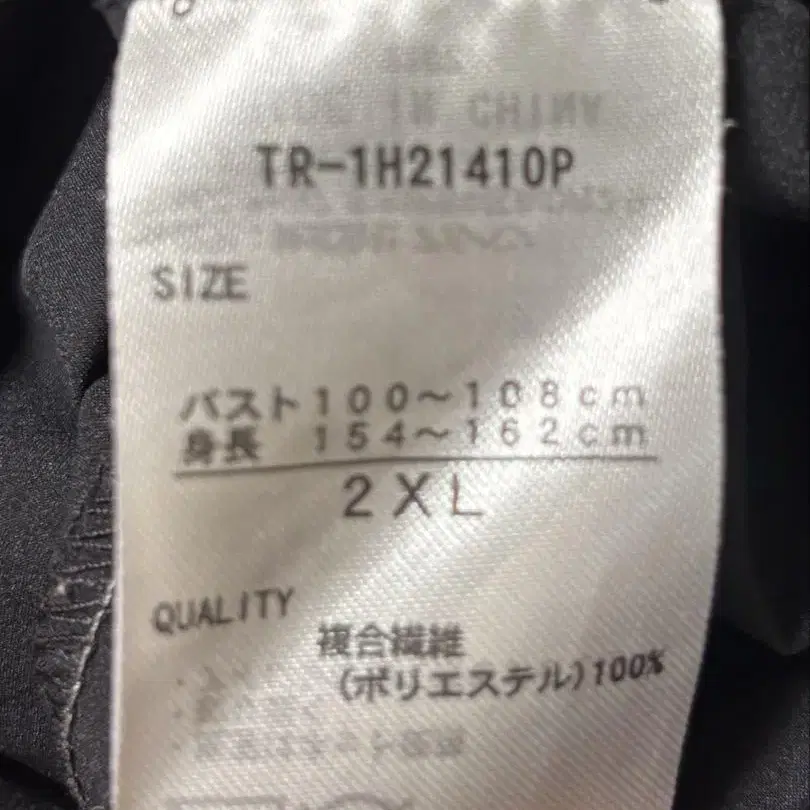 TR-1H21410P
SIZE
バスト100～108cm
身長 154～162cm
2XL
QUALITY
複合繊維
(ポリエステル)100%